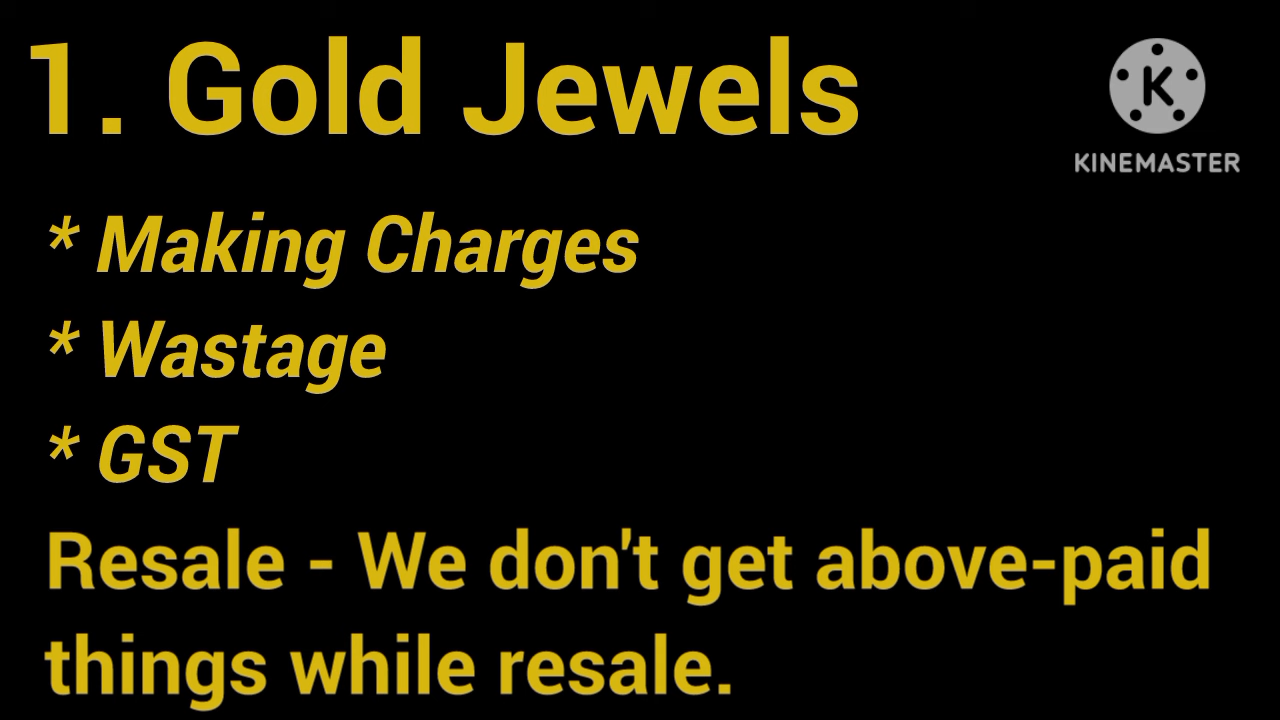 1. Gold Jewels
K
KINEMASTER
* Making Charges
* Wastage
* GST
Resale - We don't get above-paid
things while resale.